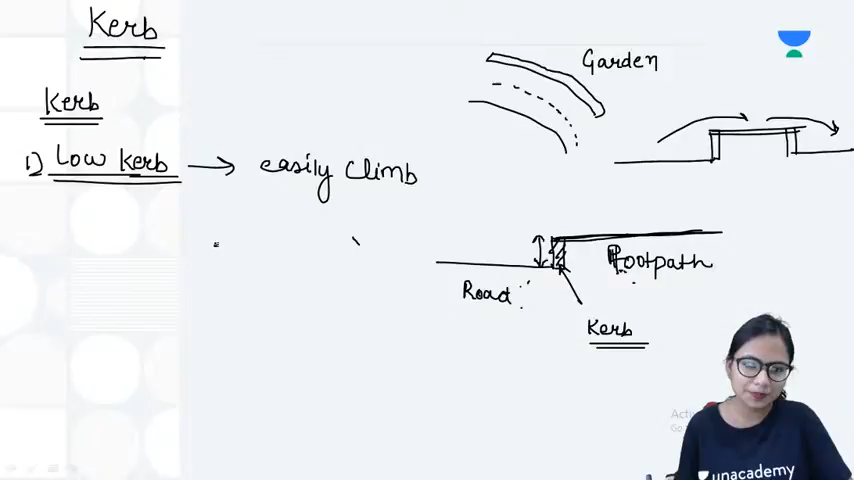 Kerb
Garden
Kerb
1) Low Kerb → easily Climb
Footpath
Road
Kerb
unacademy